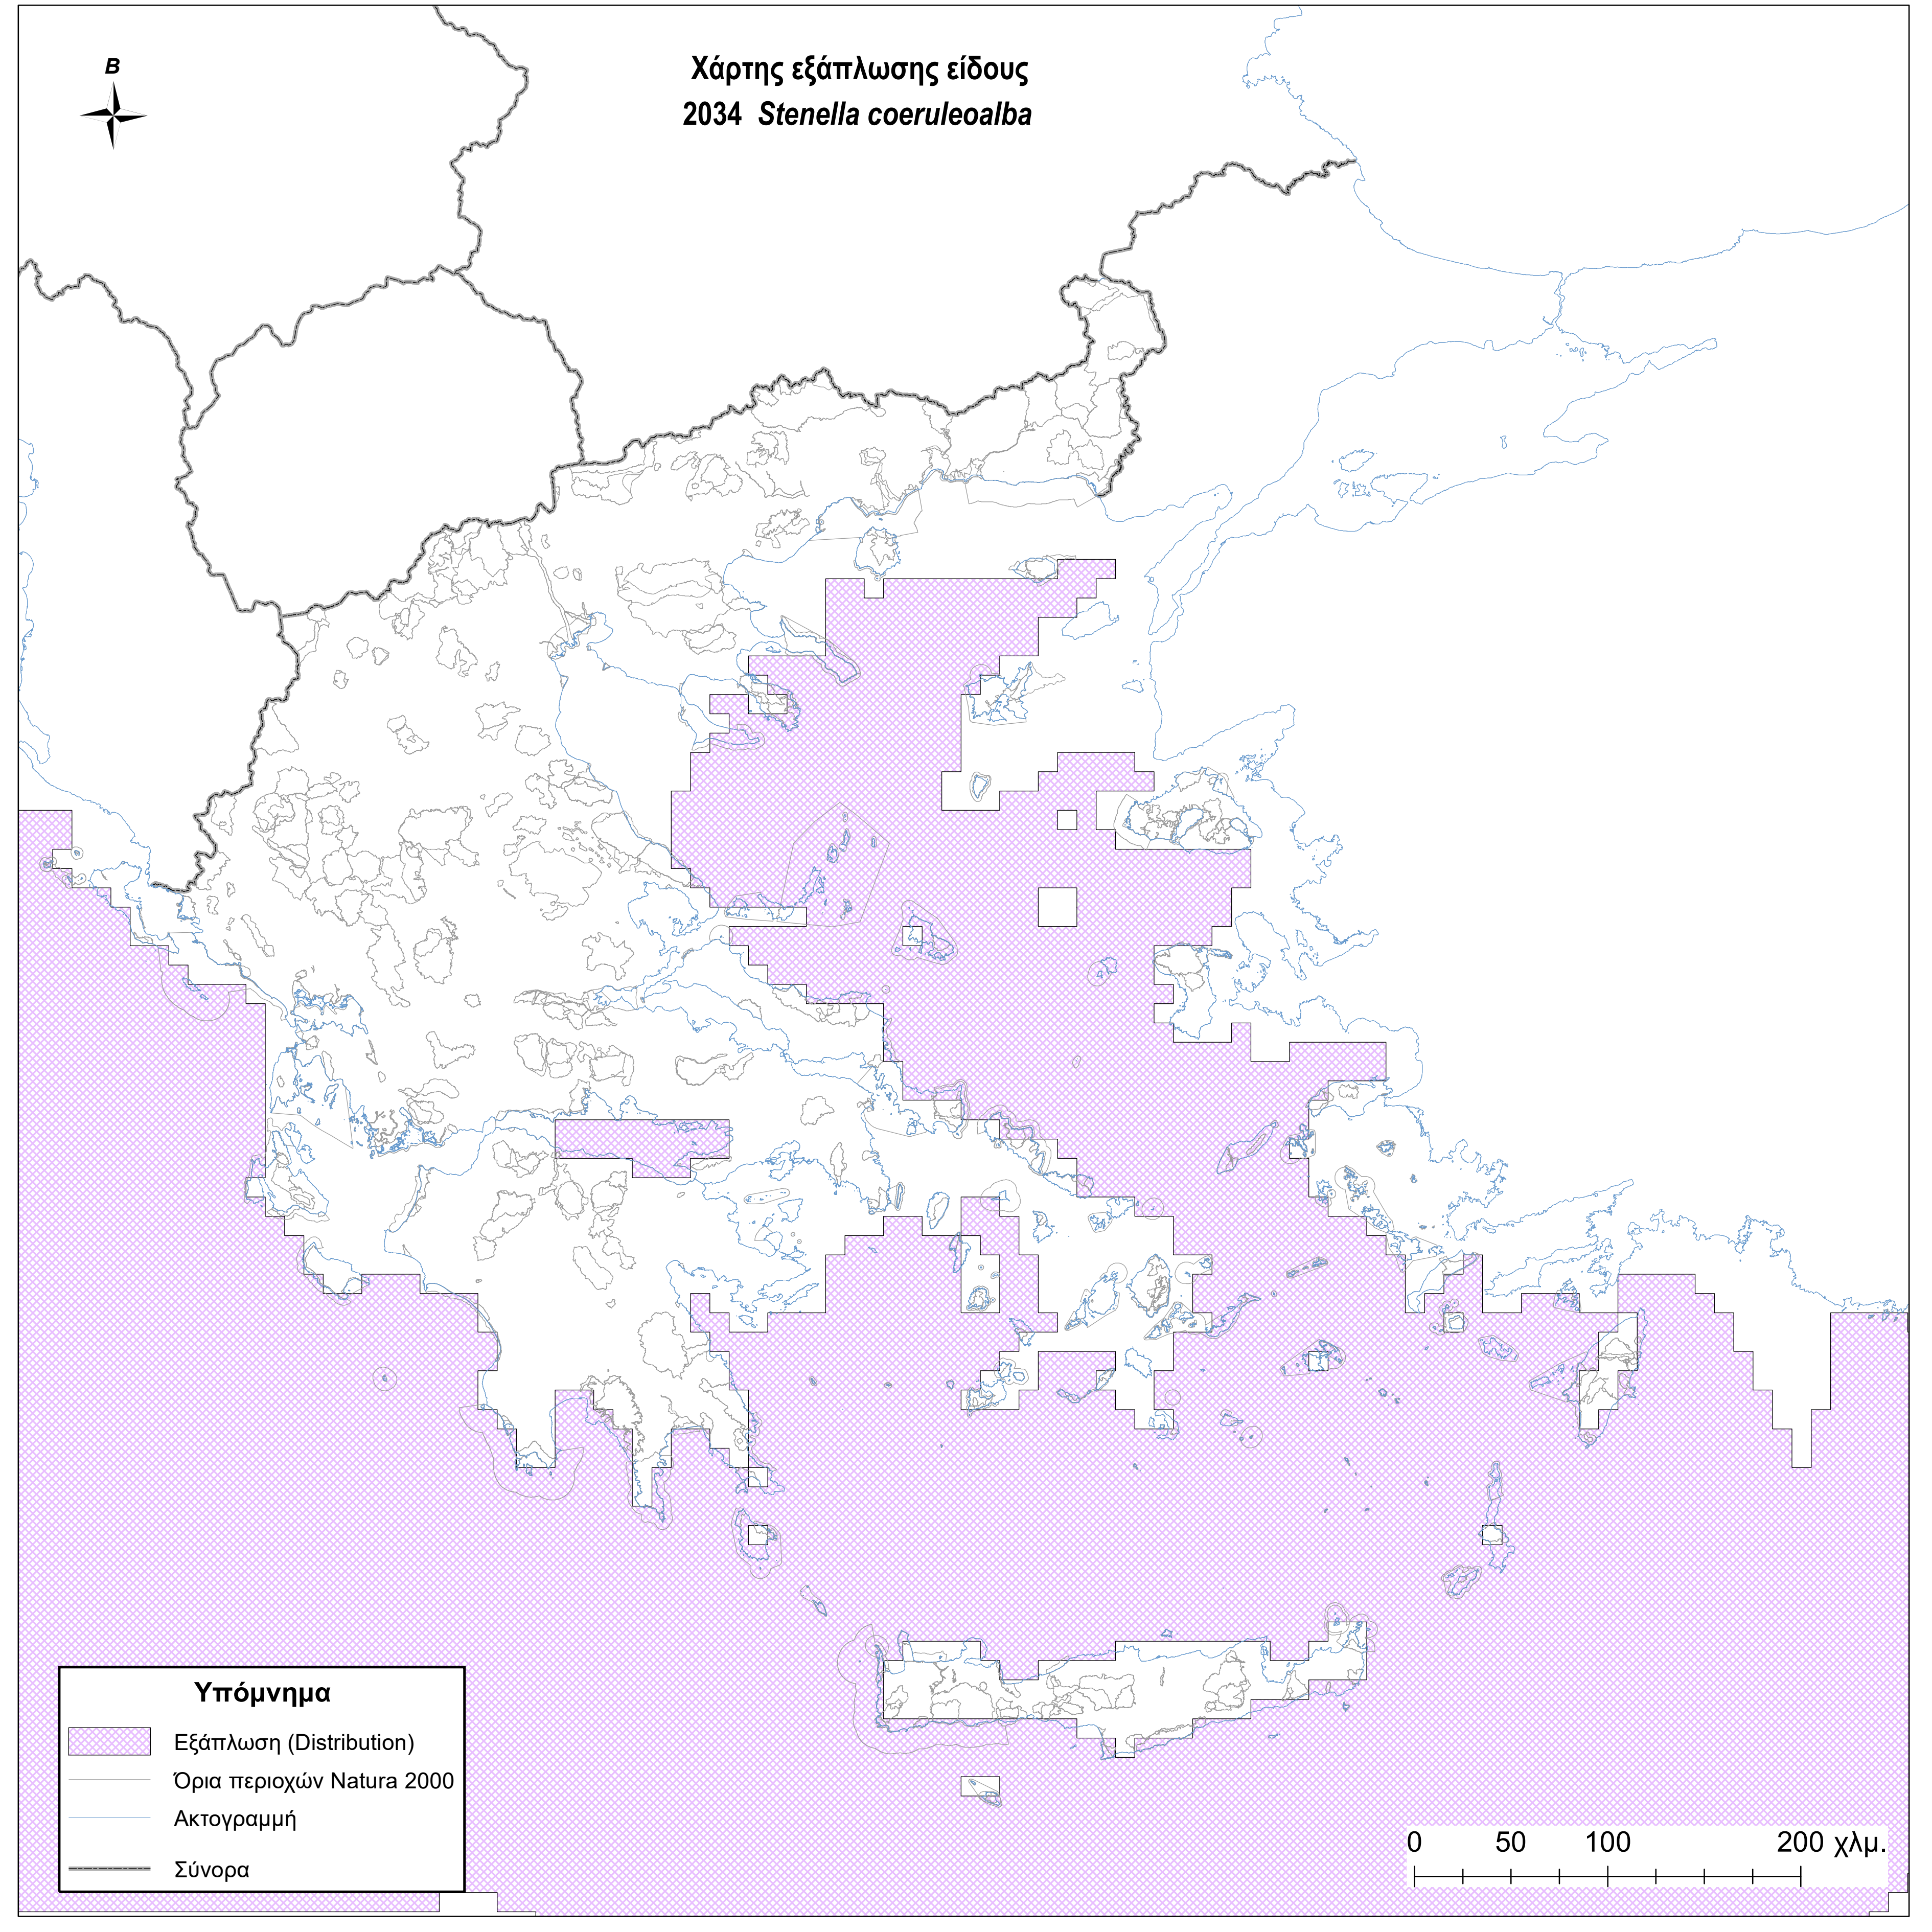 B
Χάρτης εξάπλωσης είδους
2034 Stenella coeruleoalba
Υπόμνημα
Εξάπλωση (Distribution)
Όρια περιοχών Natura 2000
Ακτογραμμή
Σύνορα
0 50 100 200 χλμ.